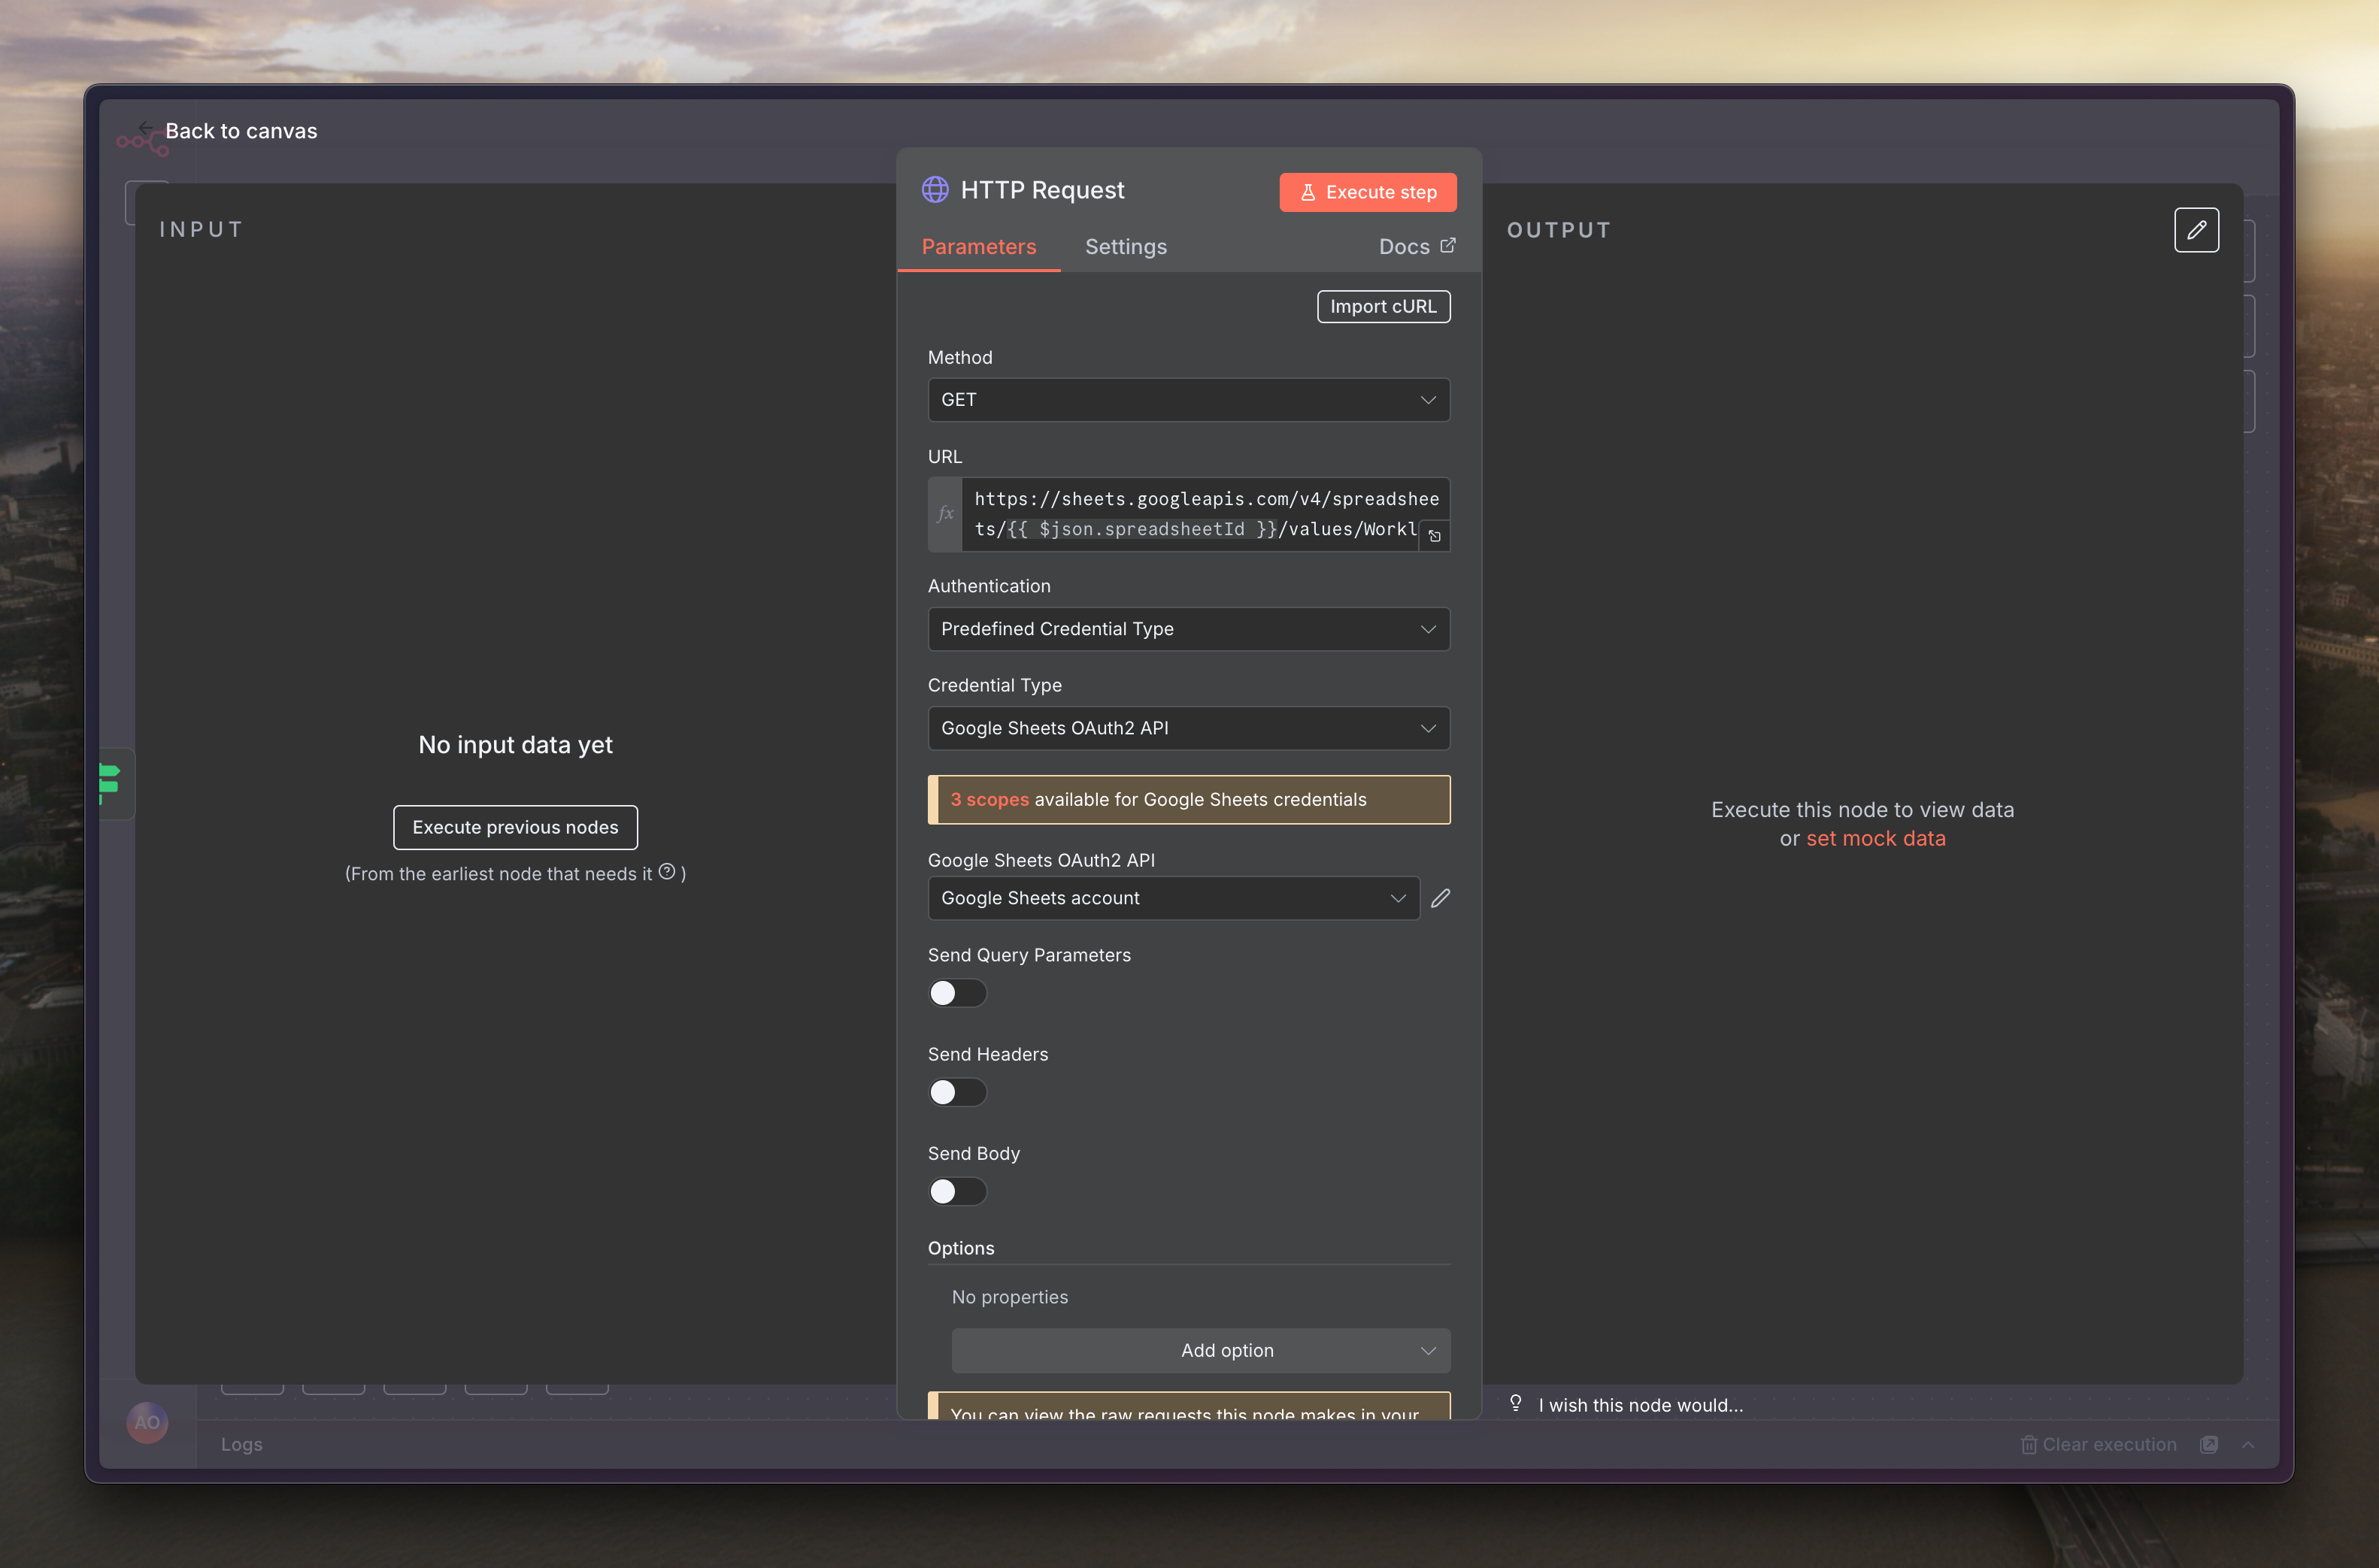 Back to canvas
INPUT
No input data yet
Execute previous nodes
(From the earliest node that needs it ? )
HTTP Request
Execute step
Parameters
Settings
Docs
Import cURL
Method
GET
URL
fx
https://sheets.googleapis.com/v4/spreadshee
ts/{{ $json.spreadsheetId }}/values/Workl
Authentication
Predefined Credential Type
Credential Type
Google Sheets OAuth2 API
3 scopes available for Google Sheets credentials
Google Sheets OAuth2 API
Google Sheets account
Send Query Parameters
Send Headers
Send Body
Options
No properties
Add option
You can view the raw requests this node makes in your
OUTPUT
Execute this node to view data
or set mock data
I wish this node would...
AO
Logs
Clear execution